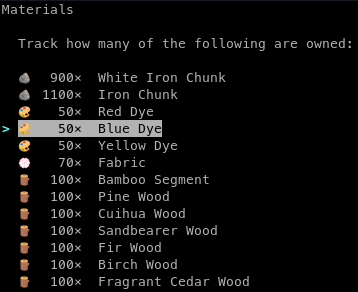 Materials
Track how many of the following are owned:
900× White Iron Chunk
1100× Iron Chunk
50× Red Dye
> 50× Blue Dye
50× Yellow Dye
70× Fabric
100× Bamboo Segment
100× Pine Wood
100× Cuihua Wood
100× Sandbearer Wood
100× Fir Wood
100× Birch Wood
100× Fragrant Cedar Wood